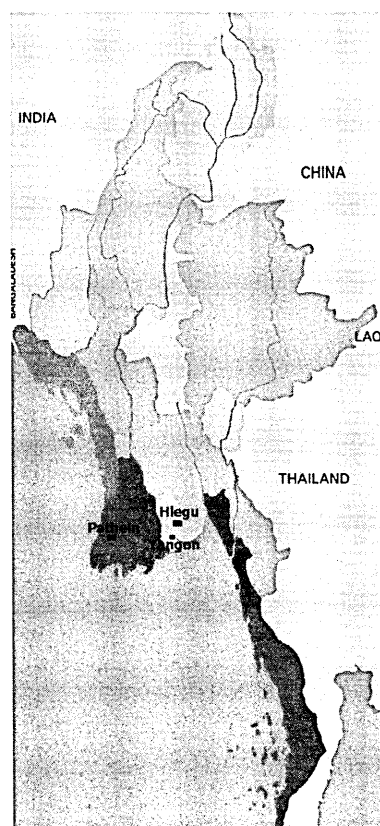 INDIA
CHINA
BANGLADESH
LAO
THAILAND
Hlegu
Pathein
Yangon